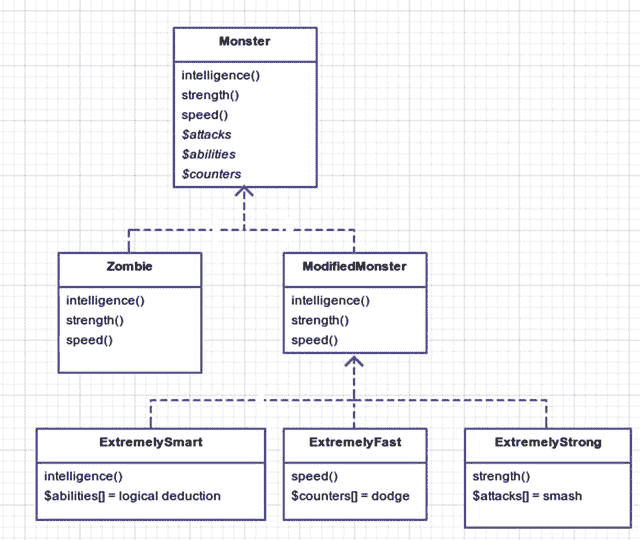 Monster
intelligence()
strength()
speed()
$attacks
$abilities
$counters
Zombie
intelligence()
strength()
speed()
ModifiedMonster
intelligence()
strength()
speed()
ExtremelySmart
intelligence()
$abilities[] = logical deduction
ExtremelyFast
speed()
$counters[] = dodge
ExtremelyStrong
strength()
$attacks[] = smash